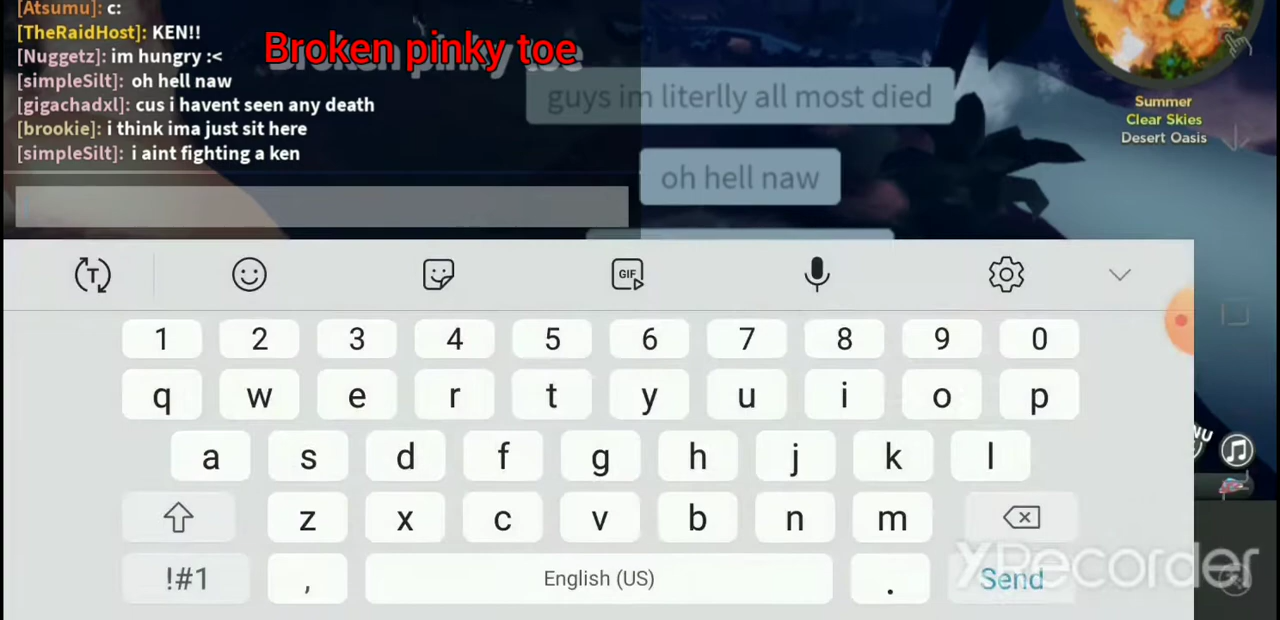 [Atsumu]: c:
[TheRaidHost]: KEN!!
[Nuggetz]: im hungry :<
[simpleSilt]: oh hell naw
[gigachadxl]: cus i havent seen any death
[brookie]: i think ima just sit here
[simpleSilt]: i aint fighting a ken
Broken pinky toe
guys im literlly all most died
oh hell naw
Summer
Clear Skies
Desert Oasis
T
GIF
1 2 3 4 5 6 7 8 9 0
q w e r t y u i o p
a s d f g h j k l
z x c v b n m
!#1 , English (US) . Send
XRecorder